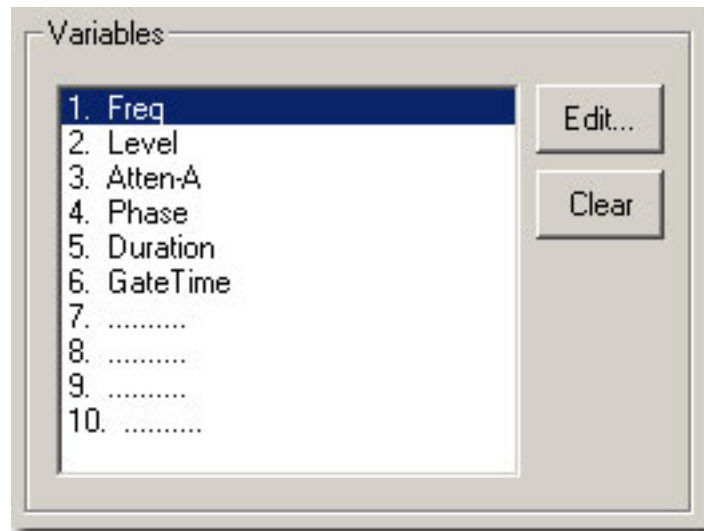 Variables
1. Freq
2. Level
3. Atten-A
4. Phase
5. Duration
6. GateTime
7. ..........
8. ..........
9. ..........
10. ..........
Edit...
Clear